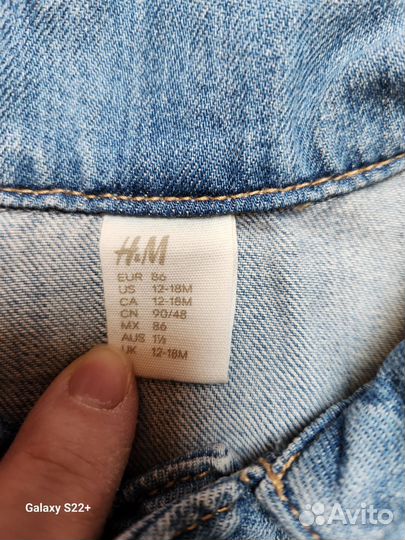 H&M
EUR 86
US 12-18M
CA 12-18M
CN 90/48
MX 86
AUS 1½
UK 12-18M
Galaxy S22+
Avito